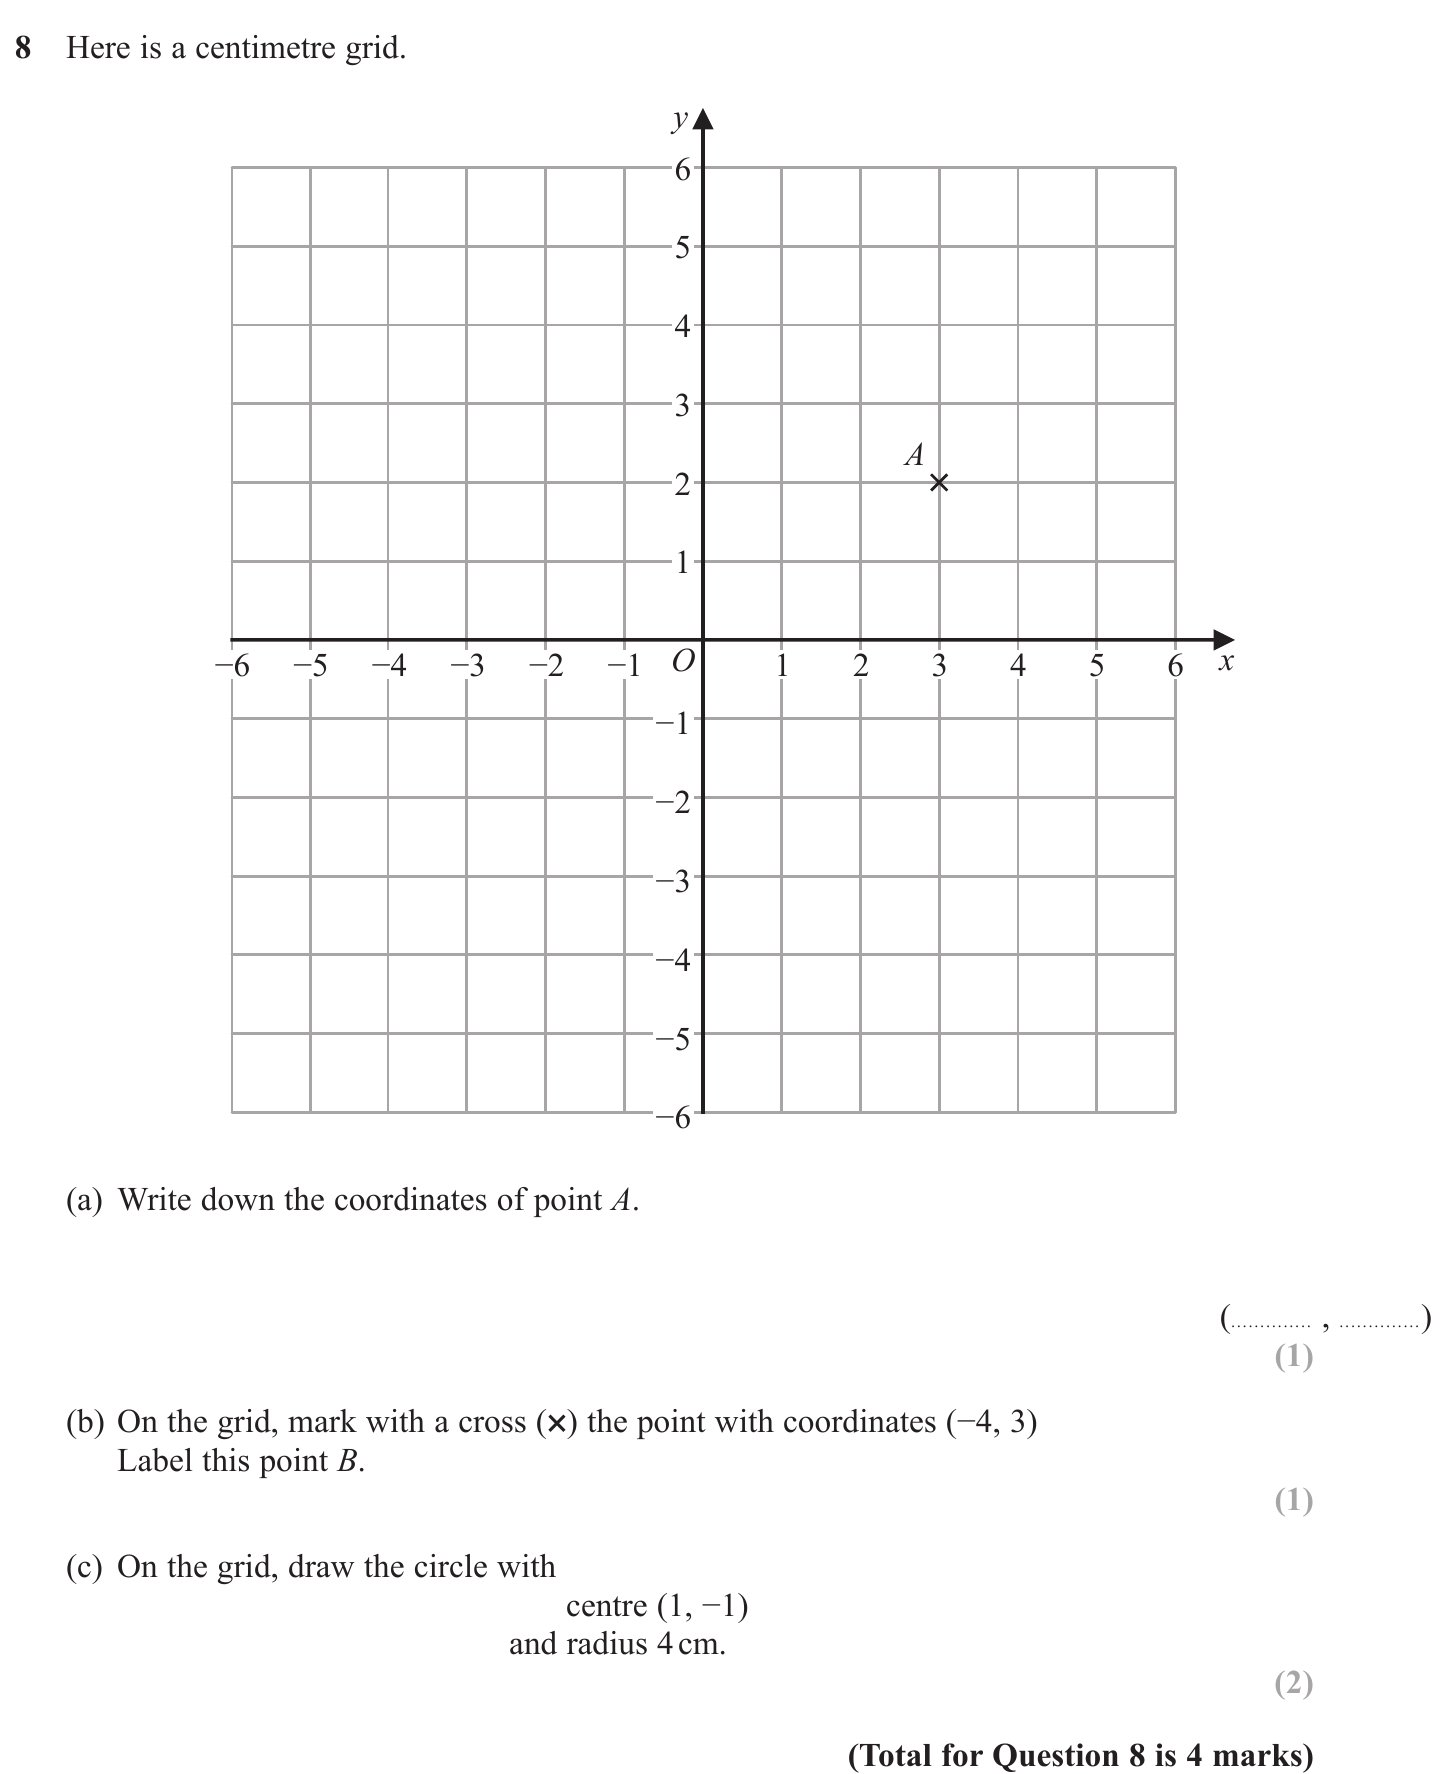 8 Here is a centimetre grid.
y
6
5
4
3
A
2
1
−6 −5 −4 −3 −2 −1 O 1 2 3 4 5 6 x
−1
−2
−3
−4
−5
−6
(a) Write down the coordinates of point A.
(.............. , ..............)
(1)
(b) On the grid, mark with a cross (×) the point with coordinates (−4, 3)
Label this point B.
(1)
(c) On the grid, draw the circle with
centre (1, −1)
and radius 4 cm.
(2)
(Total for Question 8 is 4 marks)